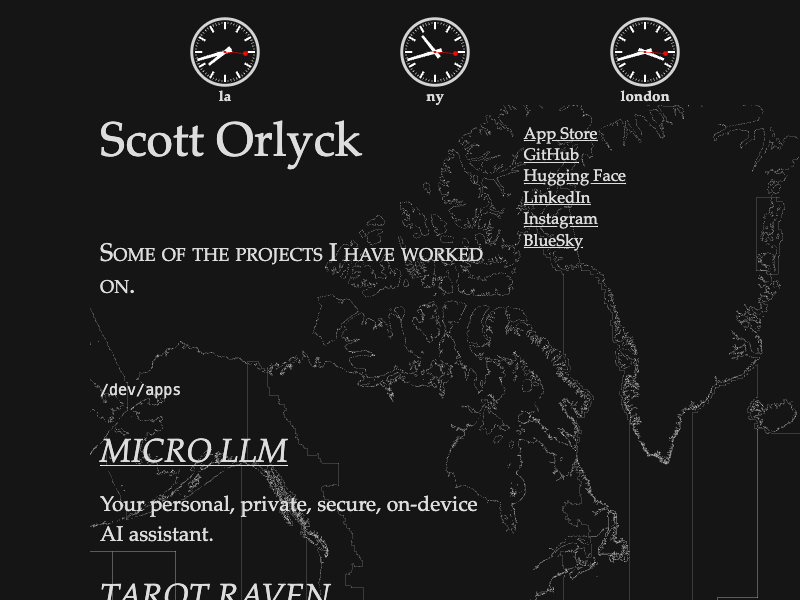 la
ny
london
Scott Orlyck
App Store
GitHub
Hugging Face
LinkedIn
Instagram
BlueSky
Some of the projects I have worked
on.
/dev/apps
MICRO LLM
Your personal, private, secure, on-device
AI assistant.
TAROT RAVEN